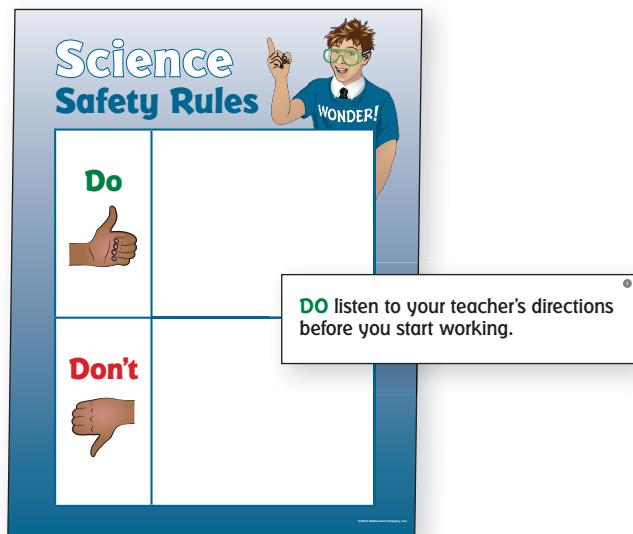 Science
Safety Rules
WONDER!
Do
DO listen to your teacher's directions
before you start working.
Don't